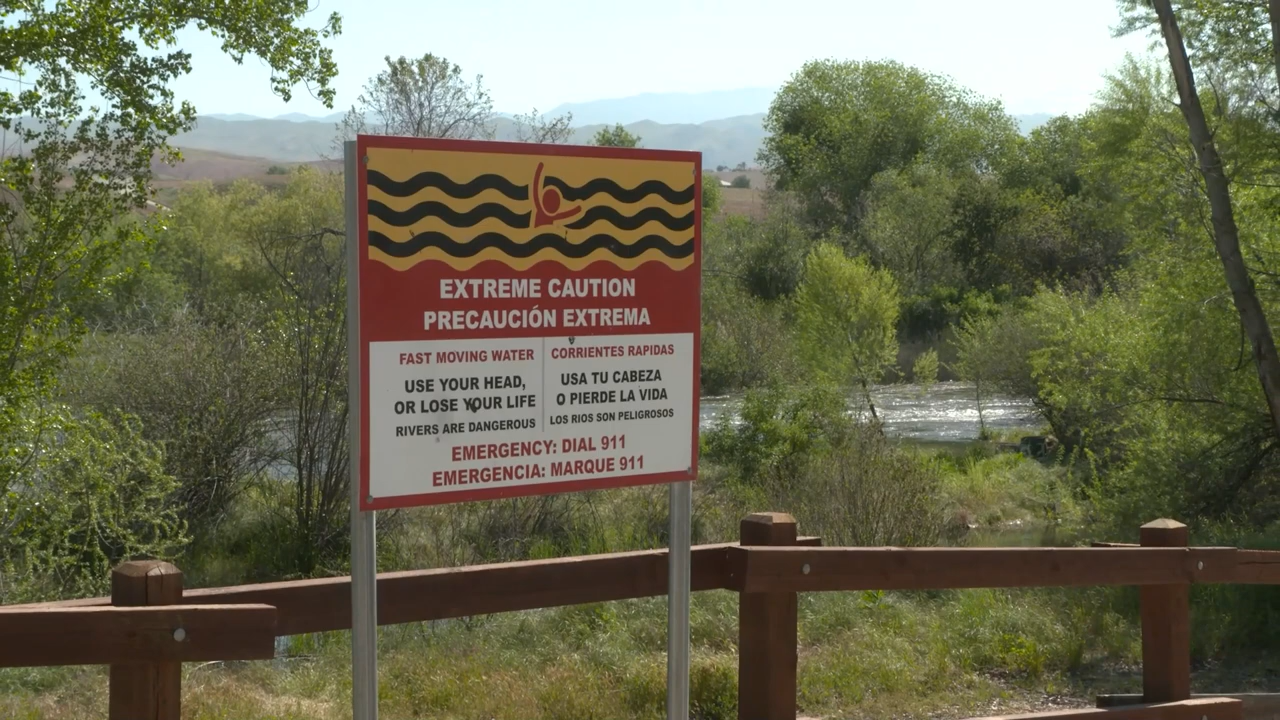 EXTREME CAUTION
PRECAUCIÓN EXTREMA
FAST MOVING WATER
USE YOUR HEAD,
OR LOSE YOUR LIFE
RIVERS ARE DANGEROUS
CORRIENTES RAPIDAS
USA TU CABEZA
O PIERDE LA VIDA
LOS RIOS SON PELIGROSOS
EMERGENCY: DIAL 911
EMERGENCIA: MARQUE 911